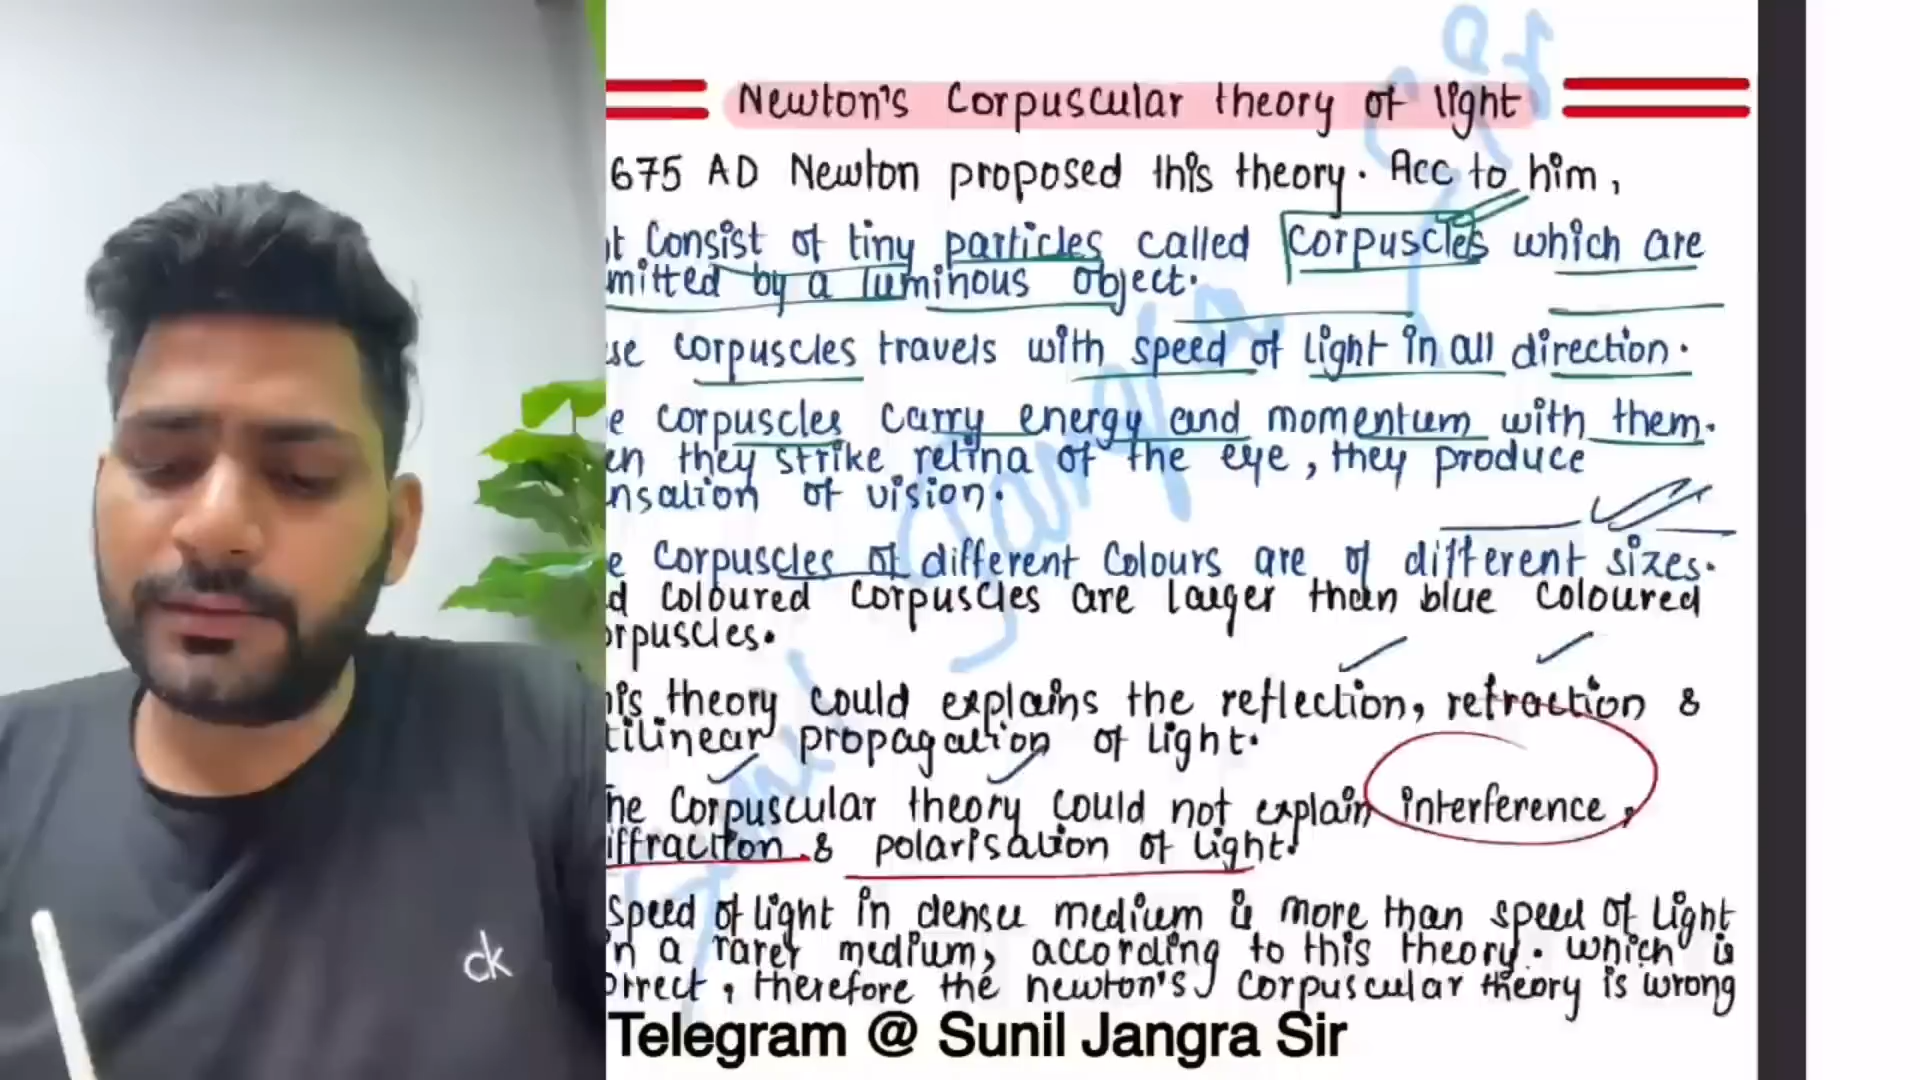 Newton's Corpuscular theory of light
675 AD Newton proposed this theory. Acc to him,
t Consist of tiny particles called corpuscles which are
mitted by a luminous object.
se corpuscles travels with speed of light in all direction.
e corpuscles carry energy and momentum with them.
en they strike retina of the eye, they produce
nsation of vision.
e Corpuscles of different Colours are of different sizes.
d coloured corpuscles are larger than blue coloured
orpuscles.
his theory could explains the reflection, refraction &
tilinear propagation of light.
he Corpuscular theory could not explain interference,
iffraction & polarisation of light.
speed of light in denser medium is more than speed of light
n a rarer medium, according to this theory. which is
orrect, therefore the newton's corpuscular theory is wrong
Telegram @ Sunil Jangra Sir
ck